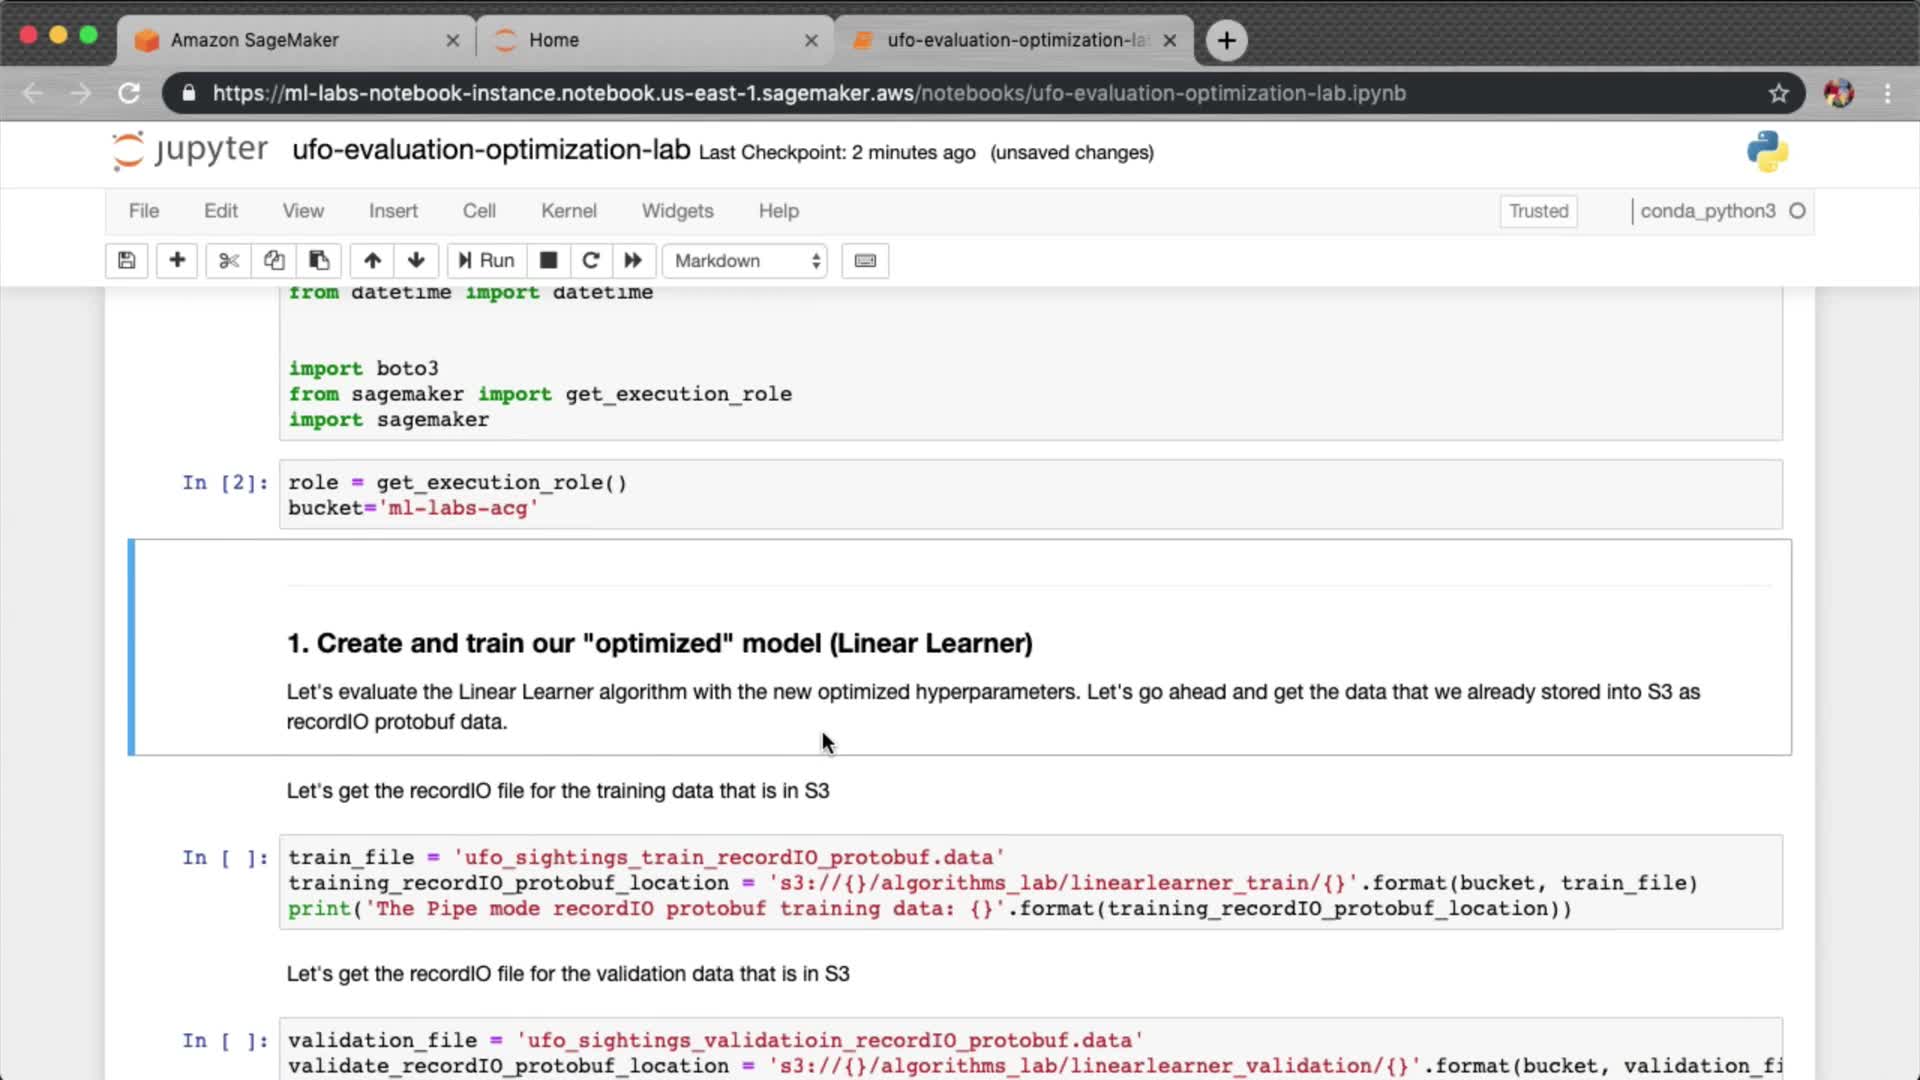 Amazon SageMaker
Home
ufo-evaluation-optimization-la
https://ml-labs-notebook-instance.notebook.us-east-1.sagemaker.aws/notebooks/ufo-evaluation-optimization-lab.ipynb
jupyter ufo-evaluation-optimization-lab Last Checkpoint: 2 minutes ago (unsaved changes)
File Edit View Insert Cell Kernel Widgets Help Trusted conda_python3
Run Markdown
from datetime import datetime
import boto3
from sagemaker import get_execution_role
import sagemaker
In [2]: role = get_execution_role()
bucket='ml-labs-acg'
1. Create and train our "optimized" model (Linear Learner)
Let's evaluate the Linear Learner algorithm with the new optimized hyperparameters. Let's go ahead and get the data that we already stored into S3 as
recordIO protobuf data.
Let's get the recordIO file for the training data that is in S3
In [ ]: train_file = 'ufo_sightings_train_recordIO_protobuf.data'
training_recordIO_protobuf_location = 's3://{}/algorithms_lab/linearlearner_train/{}'.format(bucket, train_file)
print('The Pipe mode recordIO protobuf training data: {}'.format(training_recordIO_protobuf_location))
Let's get the recordIO file for the validation data that is in S3
In [ ]: validation_file = 'ufo_sightings_validatioin_recordIO_protobuf.data'
validate_recordIO_protobuf_location = 's3://{}/algorithms_lab/linearlearner_validation/{}'.format(bucket, validation_fi